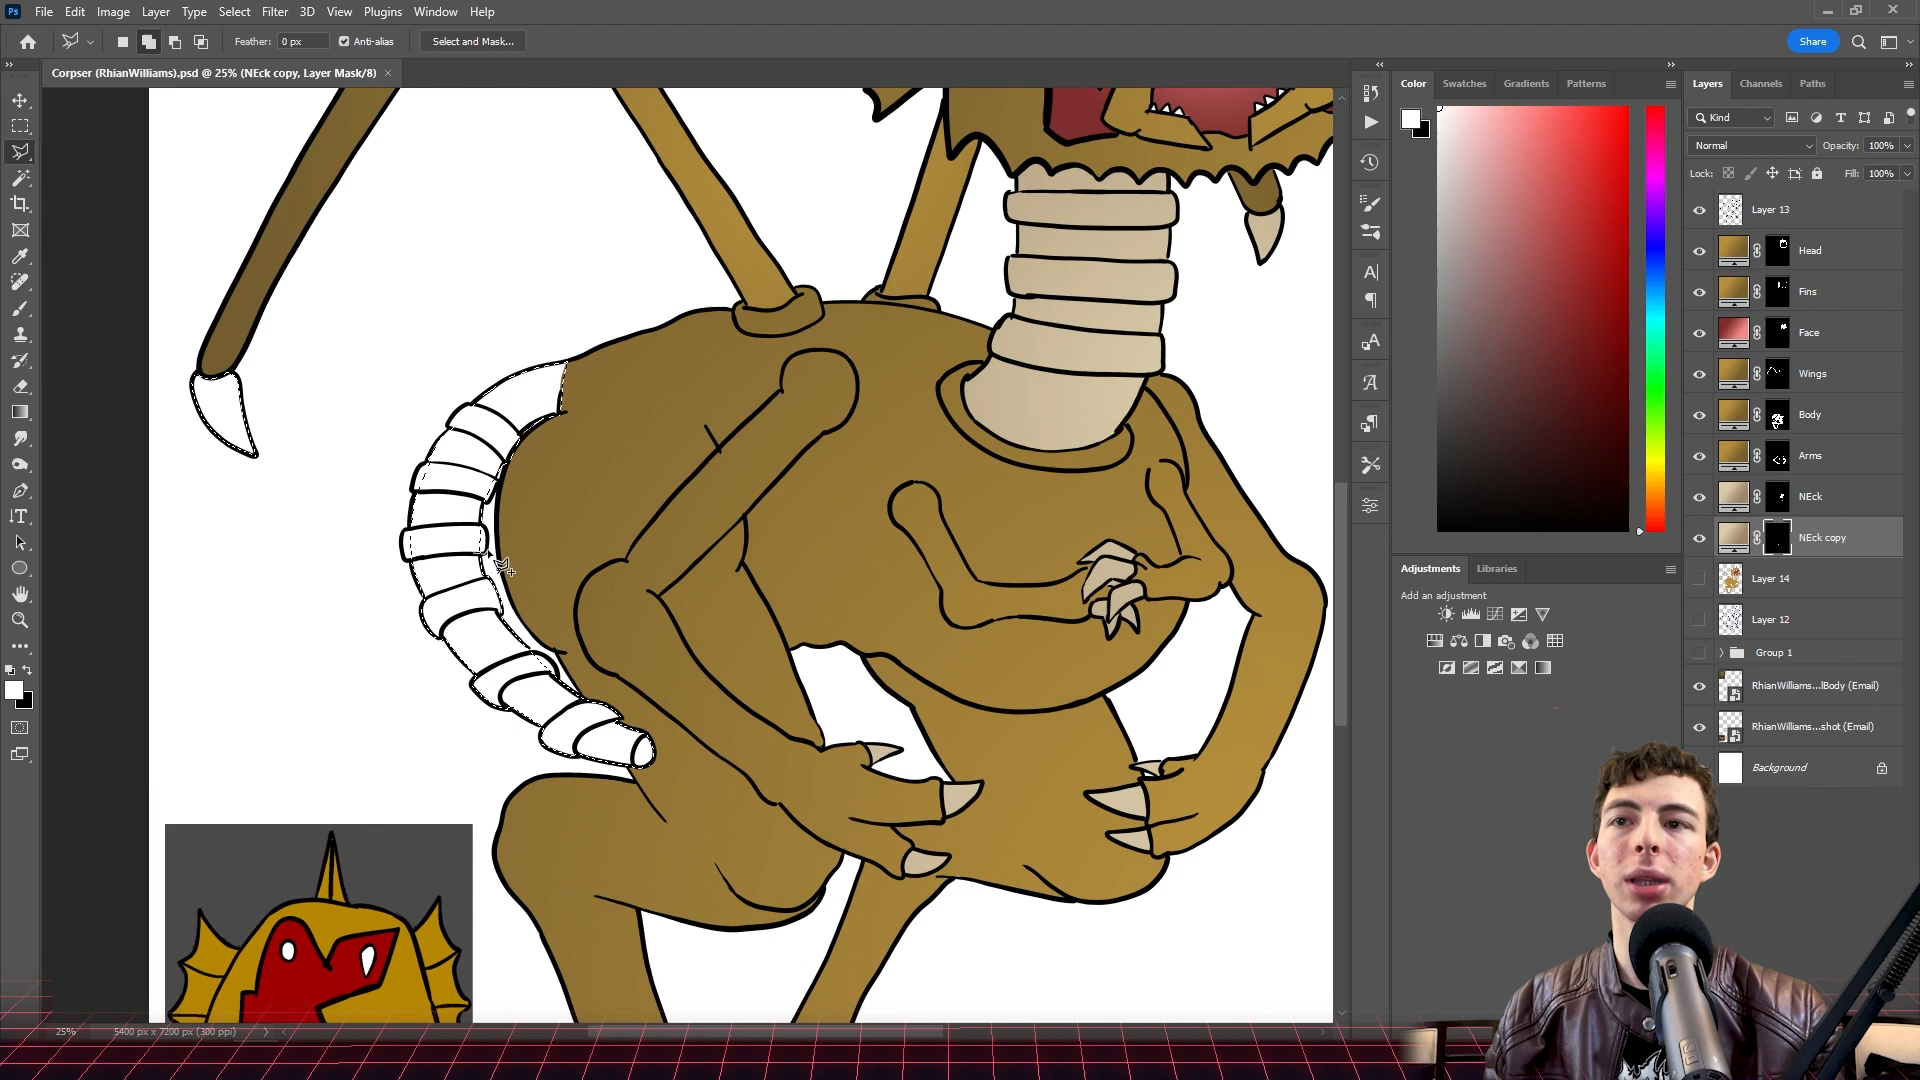 Ps File Edit Image Layer Type Select Filter 3D View Plugins Window Help
Feather: 0 px Anti-alias Select and Mask... Share
Corpser (RhianWilliams).psd @ 25% (NEck copy, Layer Mask/8) ×
Color Swatches Gradients Patterns
Layers Channels Paths
Kind
Normal Opacity: 100%
Lock: Fill: 100%
Layer 13
Head
Fins
Face
Wings
Body
Arms
NEck
NEck copy
Layer 14
Layer 12
Group 1
RhianWilliams...lBody (Email)
RhianWilliams...shot (Email)
Background
Adjustments Libraries
Add an adjustment
25% 5400 px x 7200 px (300 ppi)